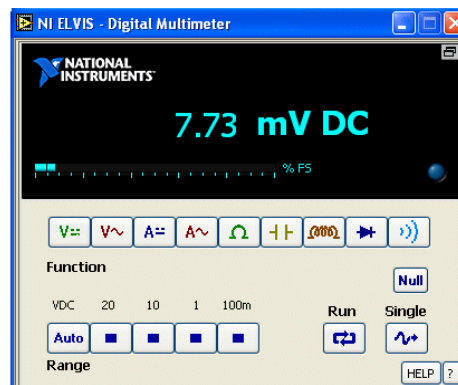 NI ELVIS - Digital Multimeter
NATIONAL
INSTRUMENTS
7.73 mV DC
% FS
V= V~ A= A~ Ω
Function
Null
VDC 20 10 1 100m Run Single
Auto
Range
HELP ?